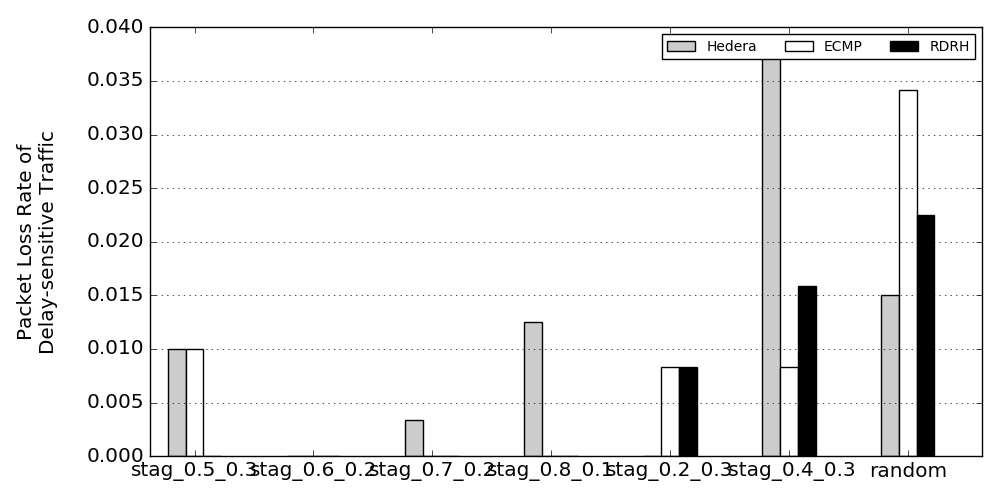 0.040
Hedera ECMP RDRH
0.035
0.030
0.025
0.020
0.015
0.010
0.005
0.000
Packet Loss Rate of
Delay-sensitive Traffic
stag_0.5_0.3 stag_0.6_0.2 stag_0.7_0.2 stag_0.8_0.1 stag_0.2_0.3 stag_0.4_0.3 random